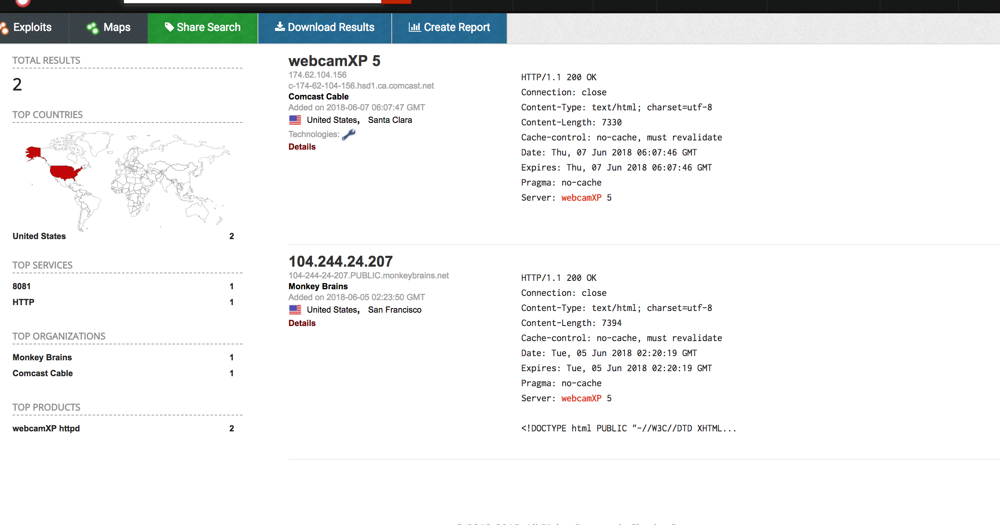 Exploits
Maps
Share Search
Download Results
Create Report
TOTAL RESULTS
2
TOP COUNTRIES
United States 2
TOP SERVICES
8081 1
HTTP 1
TOP ORGANIZATIONS
Monkey Brains 1
Comcast Cable 1
TOP PRODUCTS
webcamXP httpd 2
webcamXP 5
174.62.104.156
c-174-62-104-156.hsd1.ca.comcast.net
Comcast Cable
Added on 2018-06-07 06:07:47 GMT
United States, Santa Clara
Technologies:
Details
HTTP/1.1 200 OK
Connection: close
Content-Type: text/html; charset=utf-8
Content-Length: 7330
Cache-control: no-cache, must revalidate
Date: Thu, 07 Jun 2018 06:07:46 GMT
Expires: Thu, 07 Jun 2018 06:07:46 GMT
Pragma: no-cache
Server: webcamXP 5
104.244.24.207
104-244-24-207.PUBLIC.monkeybrains.net
Monkey Brains
Added on 2018-06-05 02:23:50 GMT
United States, San Francisco
Details
HTTP/1.1 200 OK
Connection: close
Content-Type: text/html; charset=utf-8
Content-Length: 7394
Cache-control: no-cache, must revalidate
Date: Tue, 05 Jun 2018 02:20:19 GMT
Expires: Tue, 05 Jun 2018 02:20:19 GMT
Pragma: no-cache
Server: webcamXP 5
<!DOCTYPE html PUBLIC "-//W3C//DTD XHTML...